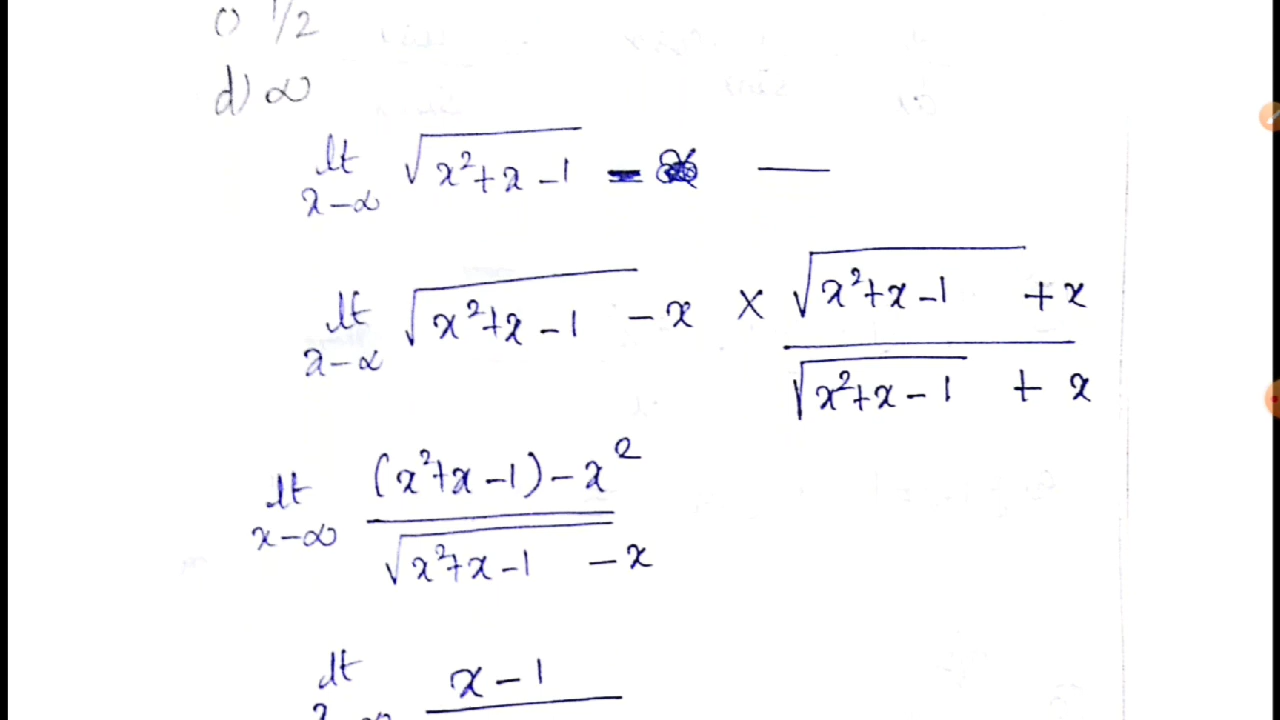 c) 1/2
d) ∞
lt x-∞ √(x²+x-1) - —
lt x-∞ √(x²+x-1) - x × (√(x²+x-1) + x) / (√(x²+x-1) + x)
lt x-∞ ((x²+x-1) - x²) / (√(x²+x-1) - x)
lt x-∞ x-1